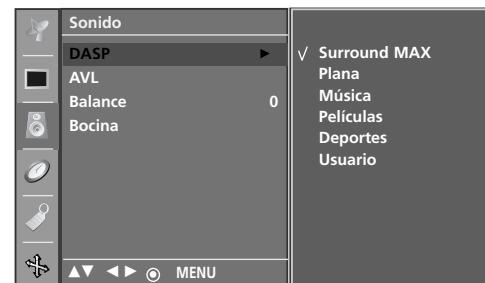 Sonido
DASP ►
AVL
Balance 0
Bocina
▲▼ ◄► ◉ MENU
√ Surround MAX
Plana
Música
Películas
Deportes
Usuario